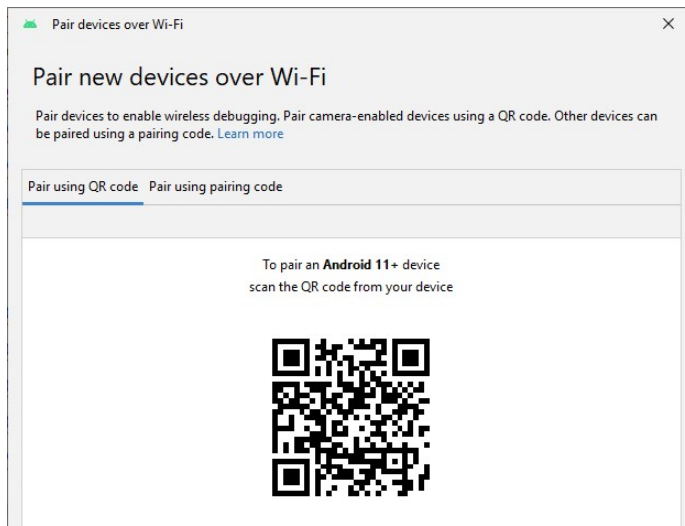 Pair devices over Wi-Fi
Pair new devices over Wi-Fi
Pair devices to enable wireless debugging. Pair camera-enabled devices using a QR code. Other devices can
be paired using a pairing code. Learn more
Pair using QR code Pair using pairing code
To pair an Android 11+ device
scan the QR code from your device